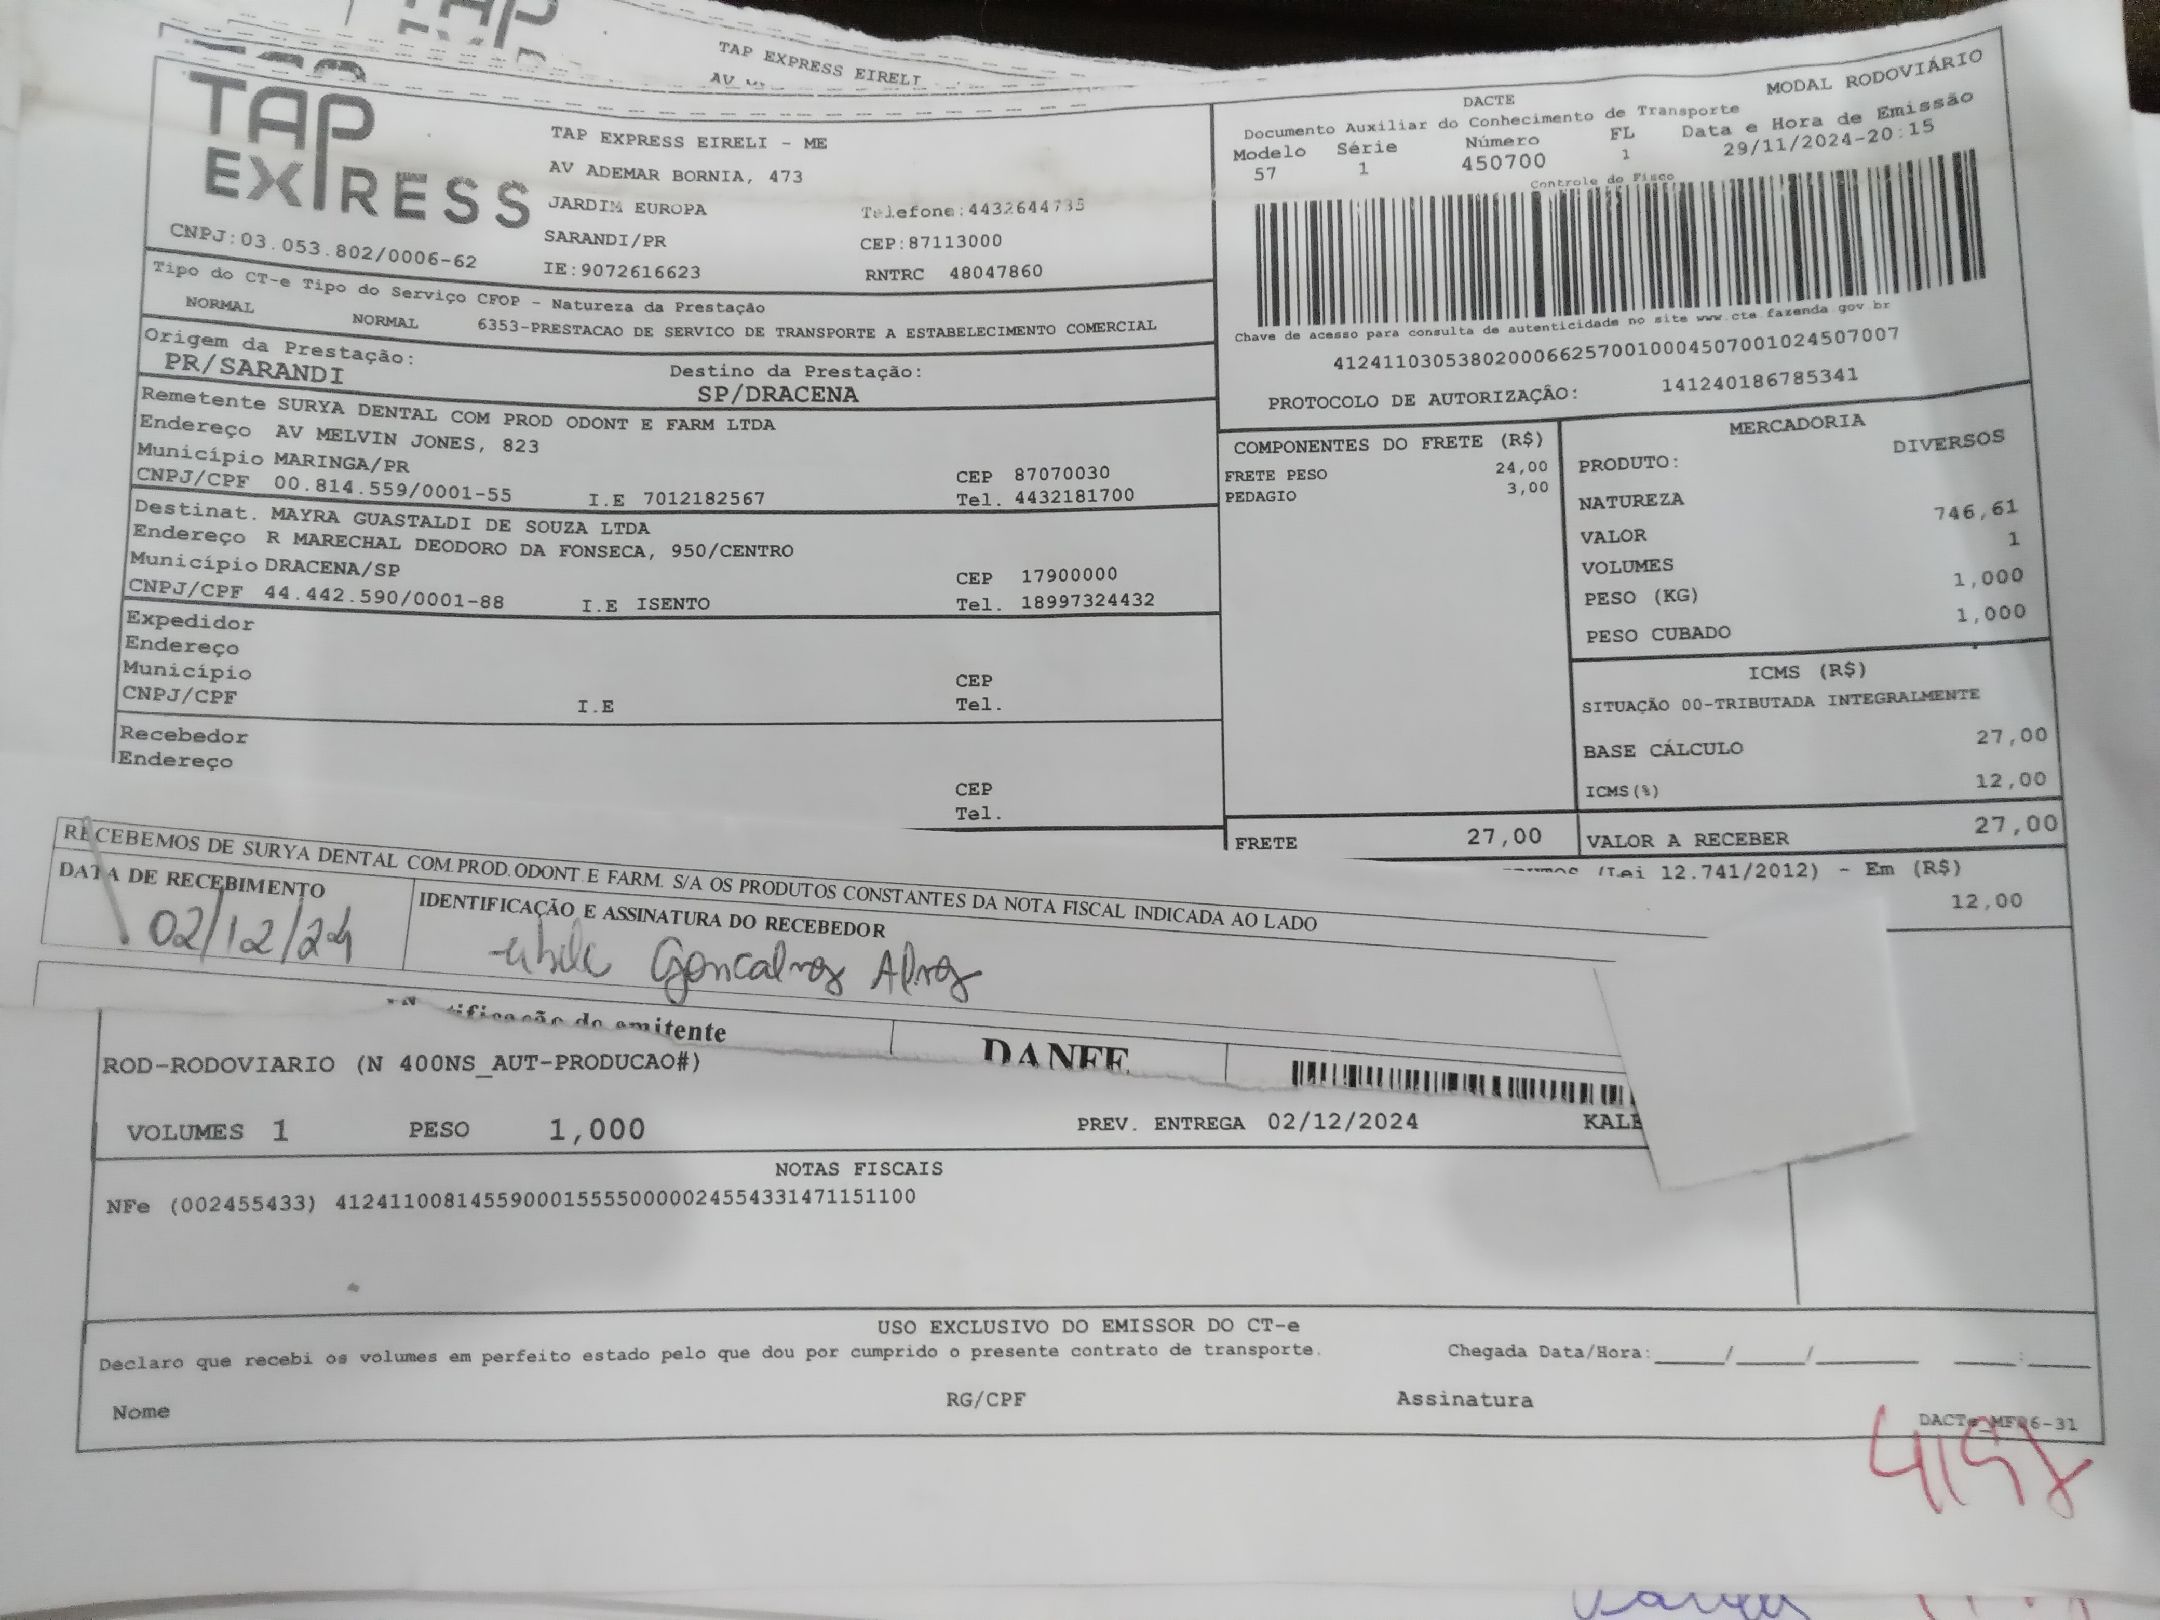 TAP EXPRESS EIRELI
TAP
EXPRESS
CNPJ:03.053.802/0006-62
TAP EXPRESS EIRELI - ME
AV ADEMAR BORNIA, 473
JARDIM EUROPA Telefone:4432644735
SARANDI/PR CEP:87113000
IE:9072616623 RNTRC 48047860
MODAL RODOVIÁRIO
DACTE
Documento Auxiliar do Conhecimento de Transporte
Modelo Série Número FL Data e Hora de Emissão
57 1 450700 1 29/11/2024-20:15
Controle do Fisco
Chave de acesso para consulta de autenticidade no site www.cte.fazenda.gov.br
41241103053802000662570010004507001024507007
PROTOCOLO DE AUTORIZAÇÃO: 141240186785341
Tipo do CT-e Tipo do Serviço CFOP - Natureza da Prestação
NORMAL NORMAL 6353-PRESTACAO DE SERVICO DE TRANSPORTE A ESTABELECIMENTO COMERCIAL
Origem da Prestação: Destino da Prestação:
PR/SARANDI SP/DRACENA
Remetente SURYA DENTAL COM PROD ODONT E FARM LTDA
Endereço AV MELVIN JONES, 823
Município MARINGA/PR CEP 87070030
CNPJ/CPF 00.814.559/0001-55 I.E 7012182567 Tel. 4432181700
Destinat. MAYRA GUASTALDI DE SOUZA LTDA
Endereço R MARECHAL DEODORO DA FONSECA, 950/CENTRO
Município DRACENA/SP CEP 17900000
CNPJ/CPF 44.442.590/0001-88 I.E ISENTO Tel. 18997324432
Expedidor
Endereço
Município CEP
CNPJ/CPF I.E Tel.
Recebedor
Endereço
CEP
Tel.
COMPONENTES DO FRETE (R$)
FRETE PESO 24,00
PEDAGIO 3,00
FRETE 27,00
MERCADORIA
PRODUTO: DIVERSOS
NATUREZA
VALOR 746,61
VOLUMES 1
PESO (KG) 1,000
PESO CUBADO 1,000
ICMS (R$)
SITUAÇÃO 00-TRIBUTADA INTEGRALMENTE
BASE CÁLCULO 27,00
ICMS(%) 12,00
VALOR A RECEBER 27,00
(Lei 12.741/2012) - Em (R$)
12,00
RECEBEMOS DE SURYA DENTAL COM.PROD.ODONT.E FARM. S/A OS PRODUTOS CONSTANTES DA NOTA FISCAL INDICADA AO LADO
DATA DE RECEBIMENTO IDENTIFICAÇÃO E ASSINATURA DO RECEBEDOR
02/12/24 Goncalves Alves
emitente DANFE
ROD-RODOVIARIO (N 400NS_AUT-PRODUCAO#)
VOLUMES 1 PESO 1,000 PREV. ENTREGA 02/12/2024 KALE
NOTAS FISCAIS
NFe (002455433) 41241100814559000155550000024554331471151100
USO EXCLUSIVO DO EMISSOR DO CT-e
Declaro que recebi os volumes em perfeito estado pelo que dou por cumprido o presente contrato de transporte. Chegada Data/Hora:____/____/______ ____:____
Nome RG/CPF Assinatura